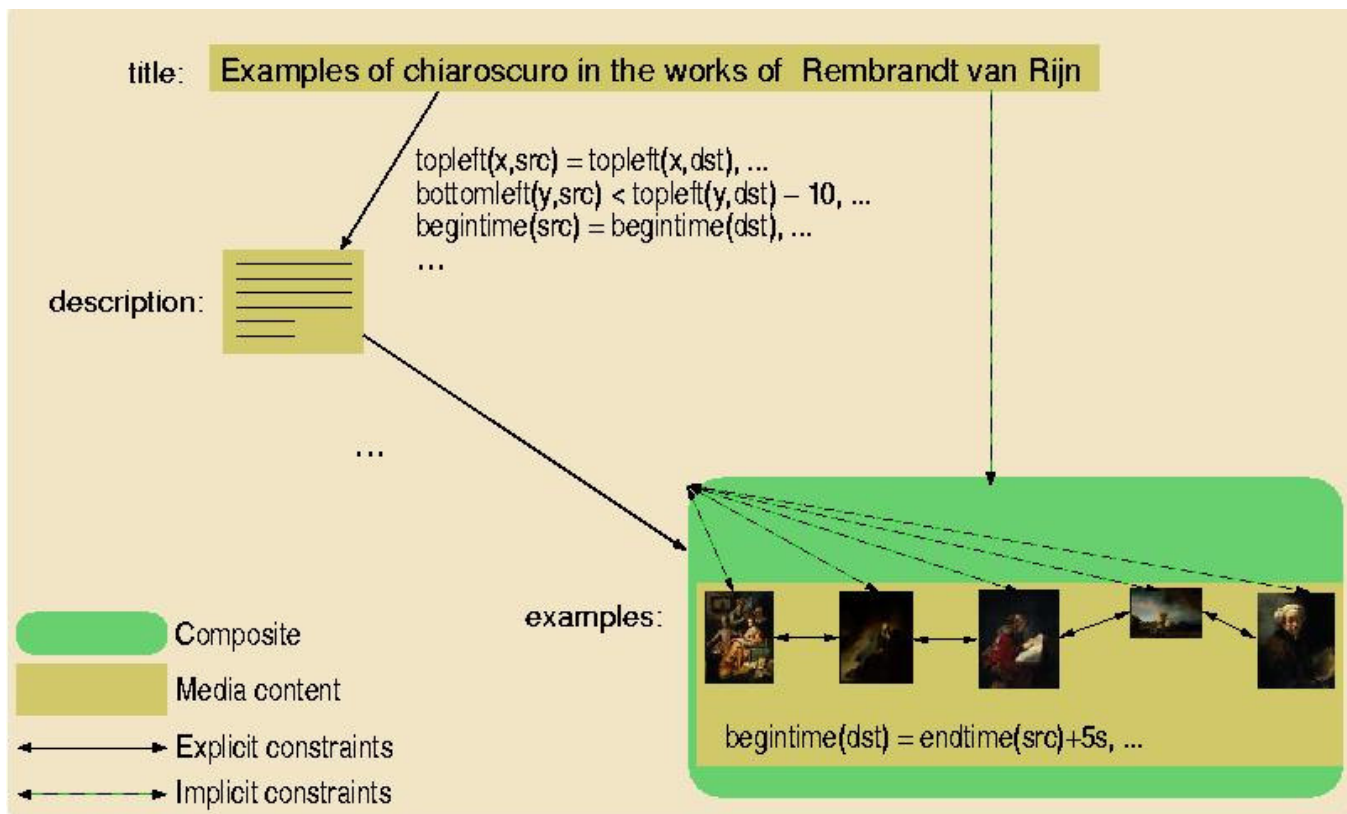 title: Examples of chiaroscuro in the works of Rembrandt van Rijn
topleft(x,src) = topleft(x,dst), ...
bottomleft(y,src) < topleft(y,dst) − 10, ...
begintime(src) = begintime(dst), ...
...
description:
...
examples:
begintime(dst) = endtime(src)+5s, ...
Composite
Media content
Explicit constraints
Implicit constraints